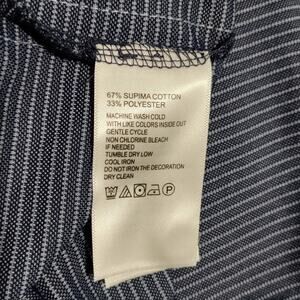 67% SUPIMA COTTON
33% POLYESTER
MACHINE WASH COLD
WITH LIKE COLORS INSIDE OUT
GENTLE CYCLE
NON CHLORINE BLEACH
IF NEEDED
TUMBLE DRY LOW
COOL IRON
DO NOT IRON THE DECORATION
DRY CLEAN
P